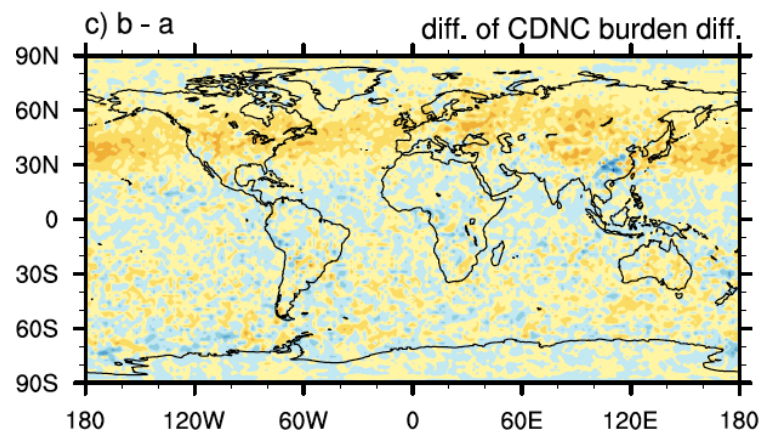 c) b - a diff. of CDNC burden diff.
90N
60N
30N
0
30S
60S
90S
180 120W 60W 0 60E 120E 180